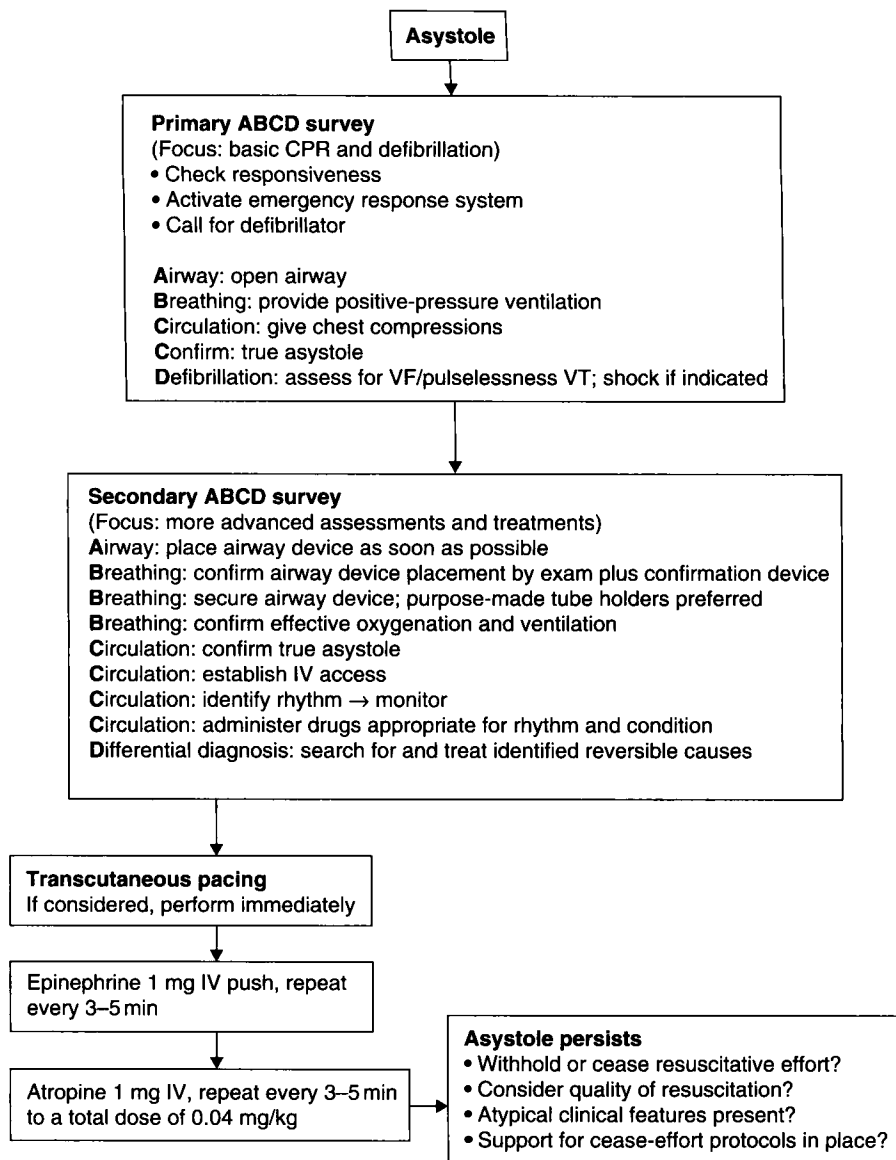 Asystole
Primary ABCD survey
(Focus: basic CPR and defibrillation)
• Check responsiveness
• Activate emergency response system
• Call for defibrillator
Airway: open airway
Breathing: provide positive-pressure ventilation
Circulation: give chest compressions
Confirm: true asystole
Defibrillation: assess for VF/pulselessness VT; shock if indicated
Secondary ABCD survey
(Focus: more advanced assessments and treatments)
Airway: place airway device as soon as possible
Breathing: confirm airway device placement by exam plus confirmation device
Breathing: secure airway device; purpose-made tube holders preferred
Breathing: confirm effective oxygenation and ventilation
Circulation: confirm true asystole
Circulation: establish IV access
Circulation: identify rhythm → monitor
Circulation: administer drugs appropriate for rhythm and condition
Differential diagnosis: search for and treat identified reversible causes
Transcutaneous pacing
If considered, perform immediately
Epinephrine 1 mg IV push, repeat
every 3–5 min
Atropine 1 mg IV, repeat every 3–5 min
to a total dose of 0.04 mg/kg
Asystole persists
• Withhold or cease resuscitative effort?
• Consider quality of resuscitation?
• Atypical clinical features present?
• Support for cease-effort protocols in place?